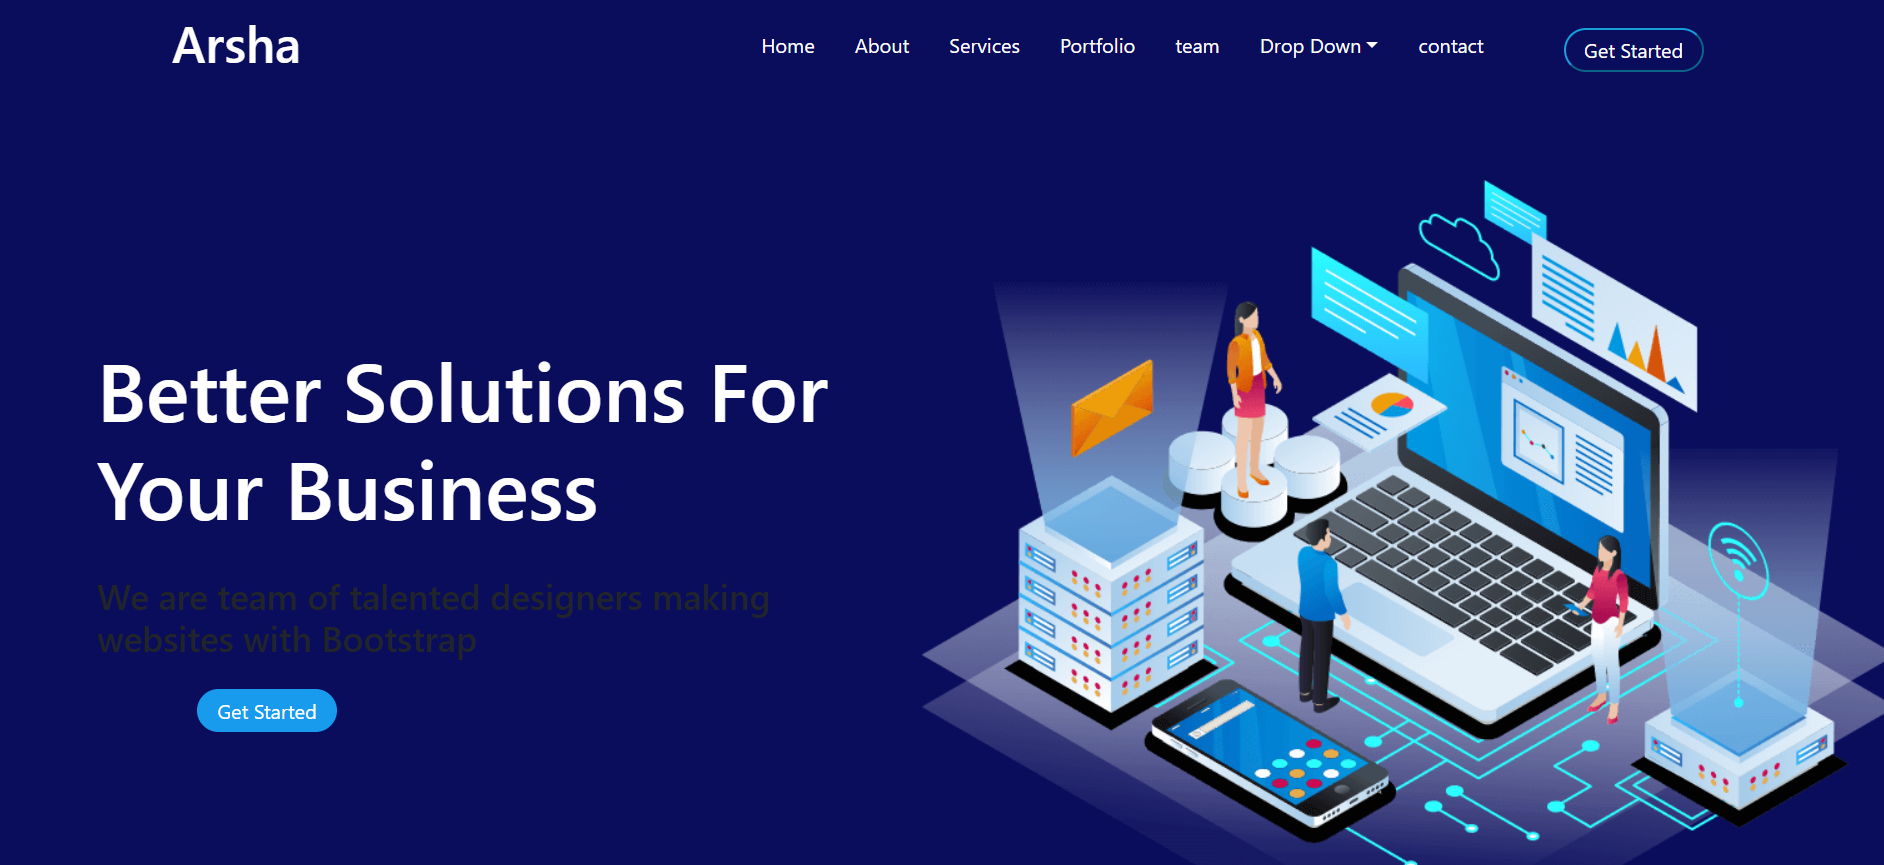 Arsha
Home About Services Portfolio team Drop Down contact Get Started
Better Solutions For
Your Business
We are team of talented designers making
websites with Bootstrap
Get Started